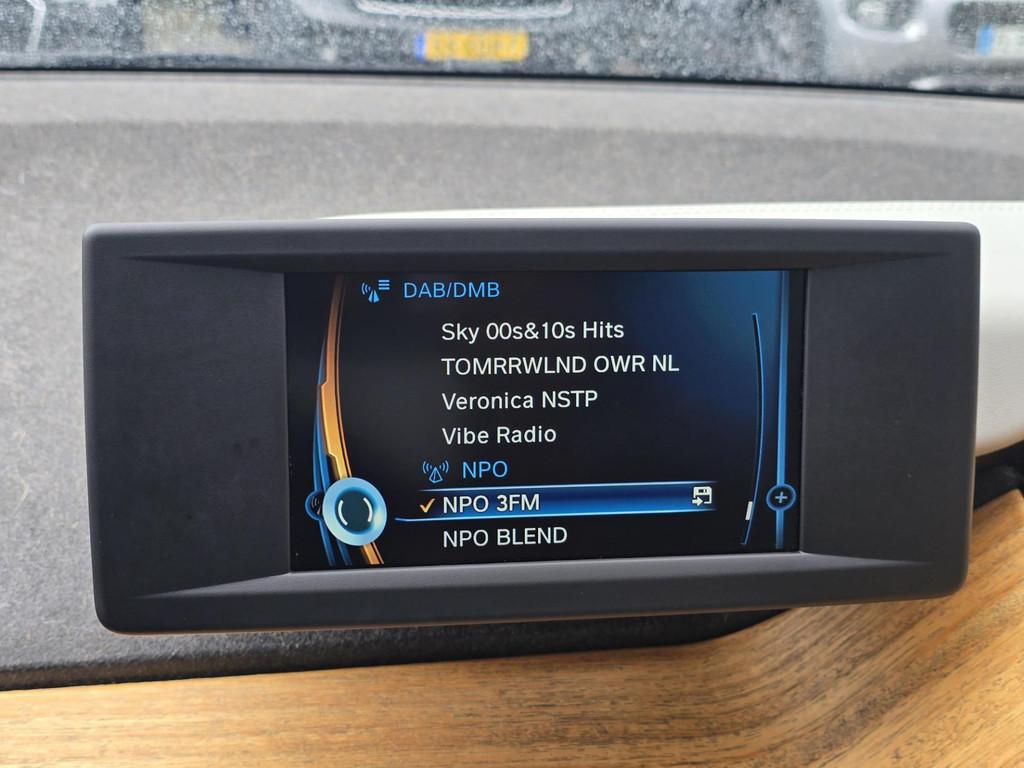 DAB/DMB
Sky 00s&10s Hits
TOMRRWLND OWR NL
Veronica NSTP
Vibe Radio
NPO
NPO 3FM
NPO BLEND